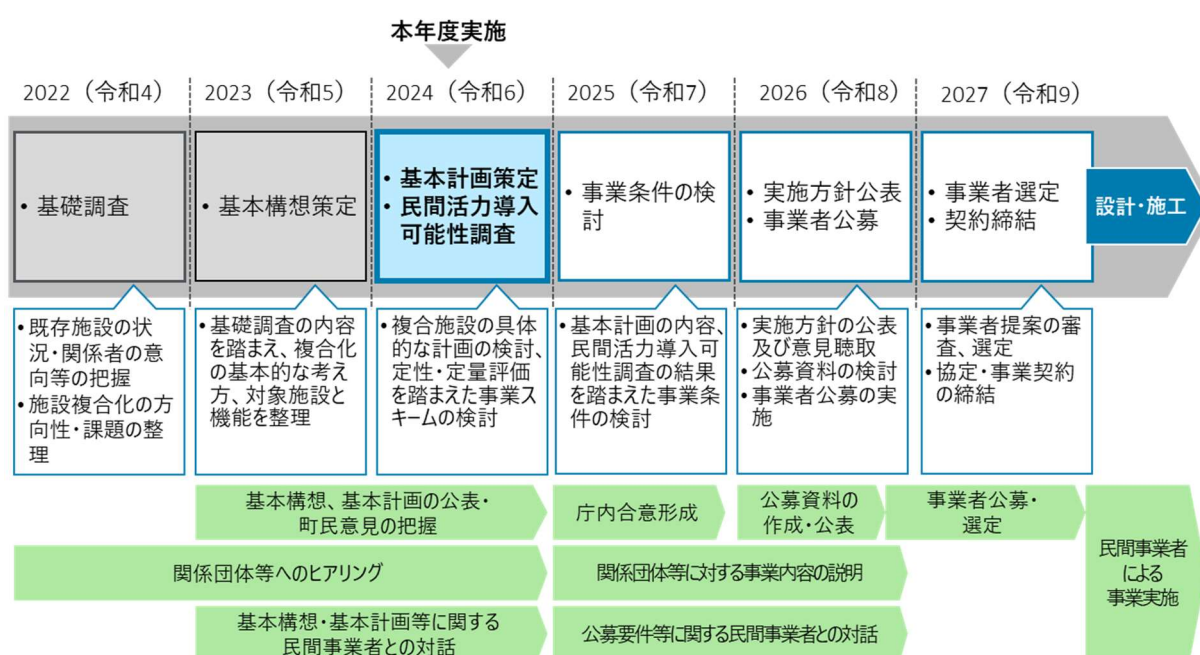 本年度実施
2022（令和4）
2023（令和5）
2024（令和6）
2025（令和7）
2026（令和8）
2027（令和9）
・基礎調査
・基本構想策定
・基本計画策定
・民間活力導入
可能性調査
・事業条件の検
討
・実施方針公表
・事業者公募
・事業者選定
・契約締結
設計・施工
•既存施設の状
況・関係者の意
向等の把握
•施設複合化の方
向性・課題の整
理
•基礎調査の内容
を踏まえ、複合化
の基本的な考え
方、対象施設と
機能を整理
•複合施設の具体
的な計画の検討、
定性・定量評価
を踏まえた事業ス
キームの検討
•基本計画の内容、
民間活力導入可
能性調査の結果
を踏まえた事業条
件の検討
•実施方針の公表
及び意見聴取
•公募資料の検討
•事業者公募の実
施
•事業者提案の審
査、選定
•協定・事業契約
の締結
基本構想、基本計画の公表・
町民意見の把握
庁内合意形成
公募資料の
作成・公表
事業者公募・
選定
関係団体等へのヒアリング
関係団体等に対する事業内容の説明
基本構想・基本計画等に関する
民間事業者との対話
公募要件等に関する民間事業者との対話
民間事業者
による
事業実施